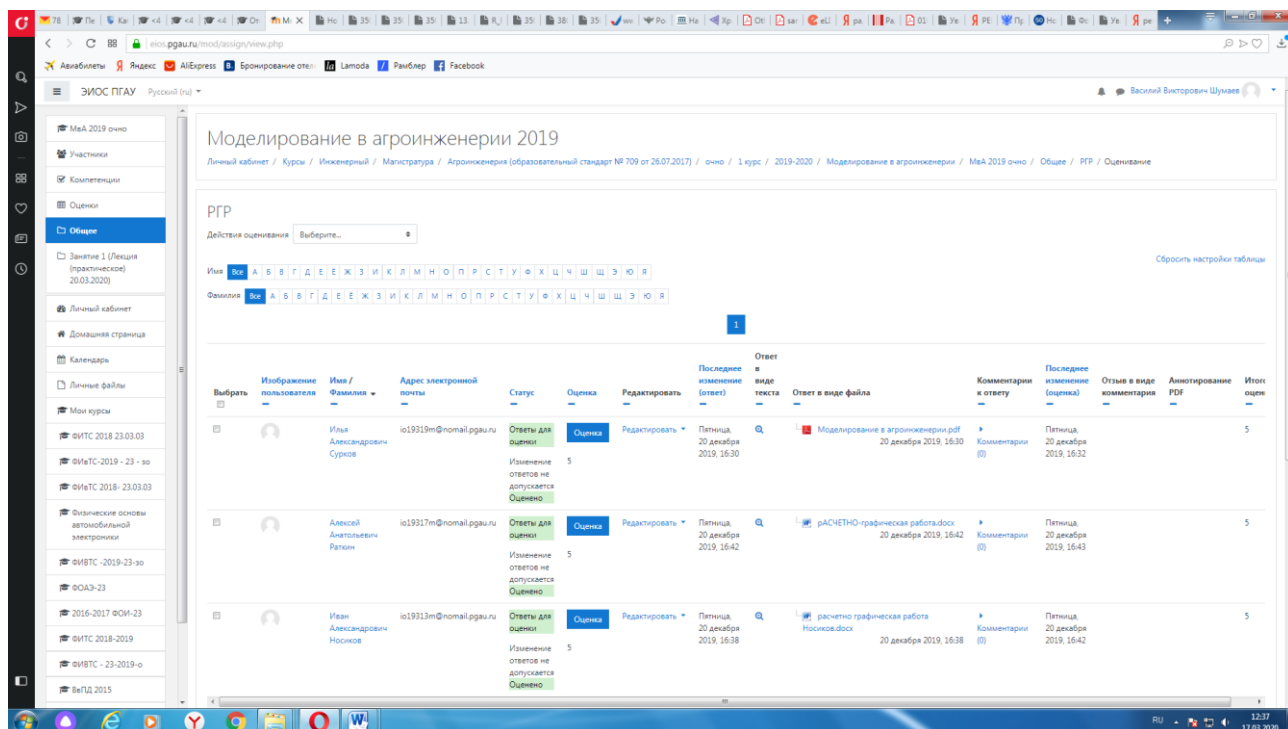 eios.pgau.ru/mod/assign/view.php
Авиабилеты Яндекс AliExpress Бронирование отел Lamoda Рамблер Facebook
ЭИОС ПГАУ Русский (ru)
Василий Викторович Шумаев
МвА 2019 очно
Участники
Компетенции
Оценки
Общее
Занятие 1 (Лекция
(практическое)
20.03.2020)
Личный кабинет
Домашняя страница
Календарь
Личные файлы
Мои курсы
ФИТС 2018 23.03.03
ФИвТС-2019 - 23 - зо
ФИвТС 2018- 23.03.03
Физические основы
автомобильной
электроники
ФИВТС -2019-23-зо
ФОАЭ-23
2016-2017 ФОИ-23
ФИТС 2018-2019
ФИВТС - 23-2019-о
ВвПД 2015
Моделирование в агроинженерии 2019
Личный кабинет / Курсы / Инженерный / Магистратура / Агроинженерия (образовательный стандарт № 709 от 26.07.2017) / очно / 1 курс / 2019-2020 / Моделирование в агроинженерии / МвА 2019 очно / Общее / РГР / Оценивание
РГР
Действия оценивания Выберите...
Сбросить настройки таблицы
Имя Все А Б В Г Д Е Ё Ж З И К Л М Н О П Р С Т У Ф Х Ц Ч Ш Щ Э Ю Я
Фамилия Все А Б В Г Д Е Ё Ж З И К Л М Н О П Р С Т У Ф Х Ц Ч Ш Щ Э Ю Я
1
Выбрать
Изображение
пользователя
Имя /
Фамилия
Адрес электронной
почты
Статус
Оценка
Редактировать
Последнее
изменение
(ответ)
Ответ
в
виде
текста
Ответ в виде файла
Комментарии
к ответу
Последнее
изменение
(оценка)
Отзыв в виде
комментария
Аннотирование
PDF
Илья
Александрович
Сурков
io19319m@nomail.pgau.ru
Ответы для
оценки
Изменение
ответов не
допускается
Оценено
Оценка
5
Редактировать
Пятница,
20 декабря
2019, 16:30
Моделирование в агроинженерии.pdf
20 декабря 2019, 16:30
Комментарии
(0)
Пятница,
20 декабря
2019, 16:32
5
Алексей
Анатольевич
Раткин
io19317m@nomail.pgau.ru
Ответы для
оценки
Изменение
ответов не
допускается
Оценено
Оценка
5
Редактировать
Пятница,
20 декабря
2019, 16:42
рАСЧЕТНО-графическая работа.docx
20 декабря 2019, 16:42
Комментарии
(0)
Пятница,
20 декабря
2019, 16:43
5
Иван
Александрович
Носиков
io19313m@nomail.pgau.ru
Ответы для
оценки
Изменение
ответов не
допускается
Оценено
Оценка
5
Редактировать
Пятница,
20 декабря
2019, 16:38
расчетно графическая работа
Носиков.docx
20 декабря 2019, 16:38
Комментарии
(0)
Пятница,
20 декабря
2019, 16:42
5
RU
12:37
17.03.2020